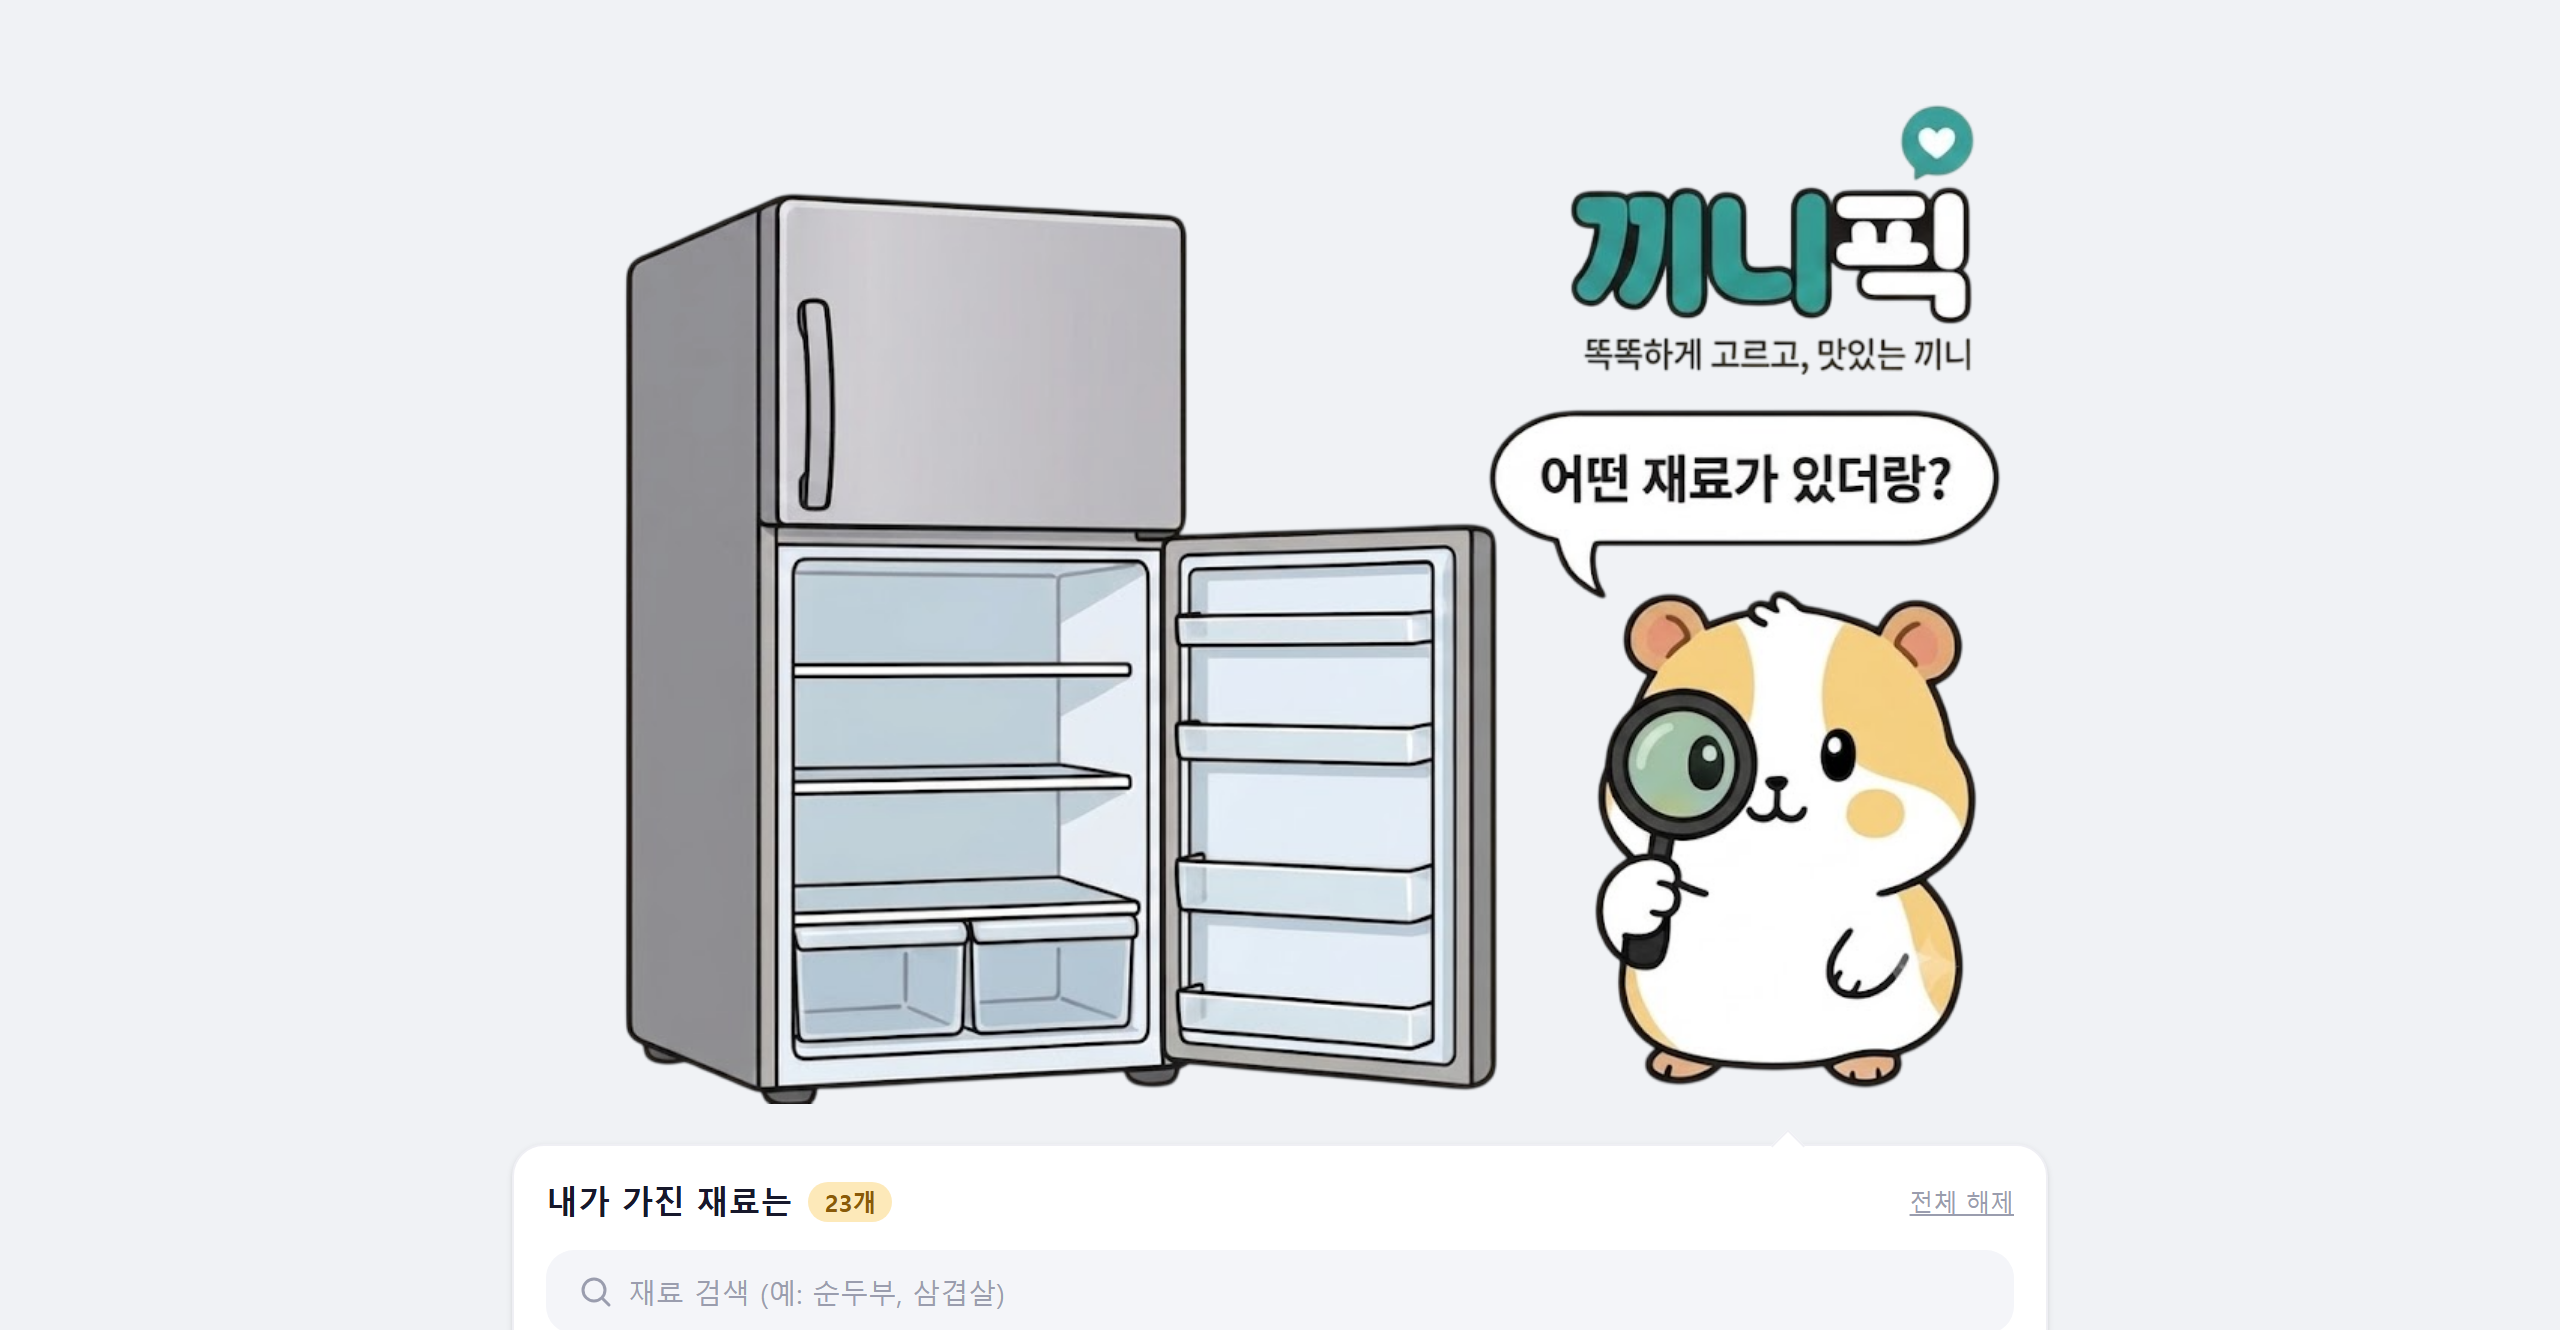 끼니픽
똑똑하게 고르고, 맛있는 끼니
어떤 재료가 있더랑?
내가 가진 재료는 23개
전체 해제
재료 검색 (예: 순두부, 삼겹살)